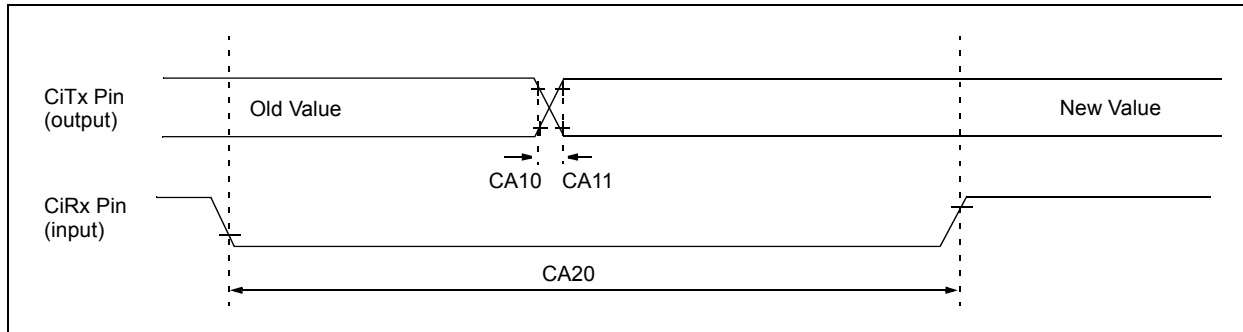 CiTx Pin
(output)
Old Value
New Value
CA10 CA11
CiRx Pin
(input)
CA20